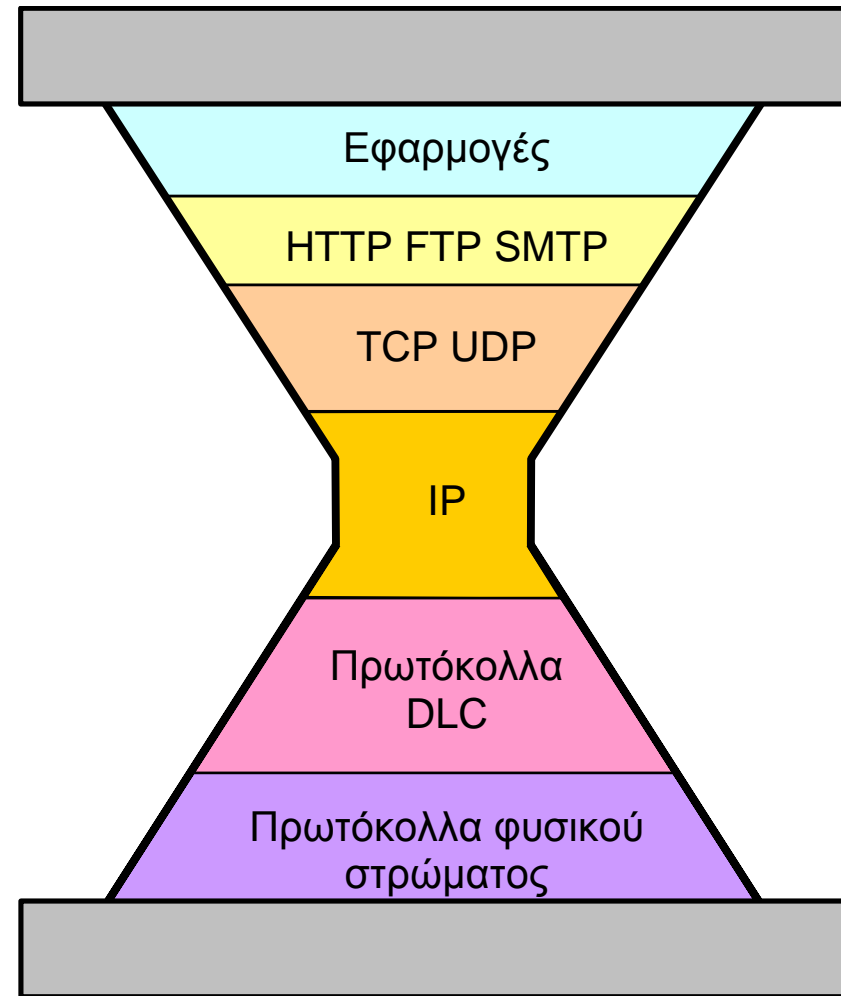 Εφαρμογές
HTTP FTP SMTP
TCP UDP
IP
Πρωτόκολλα
DLC
Πρωτόκολλα φυσικού
στρώματος